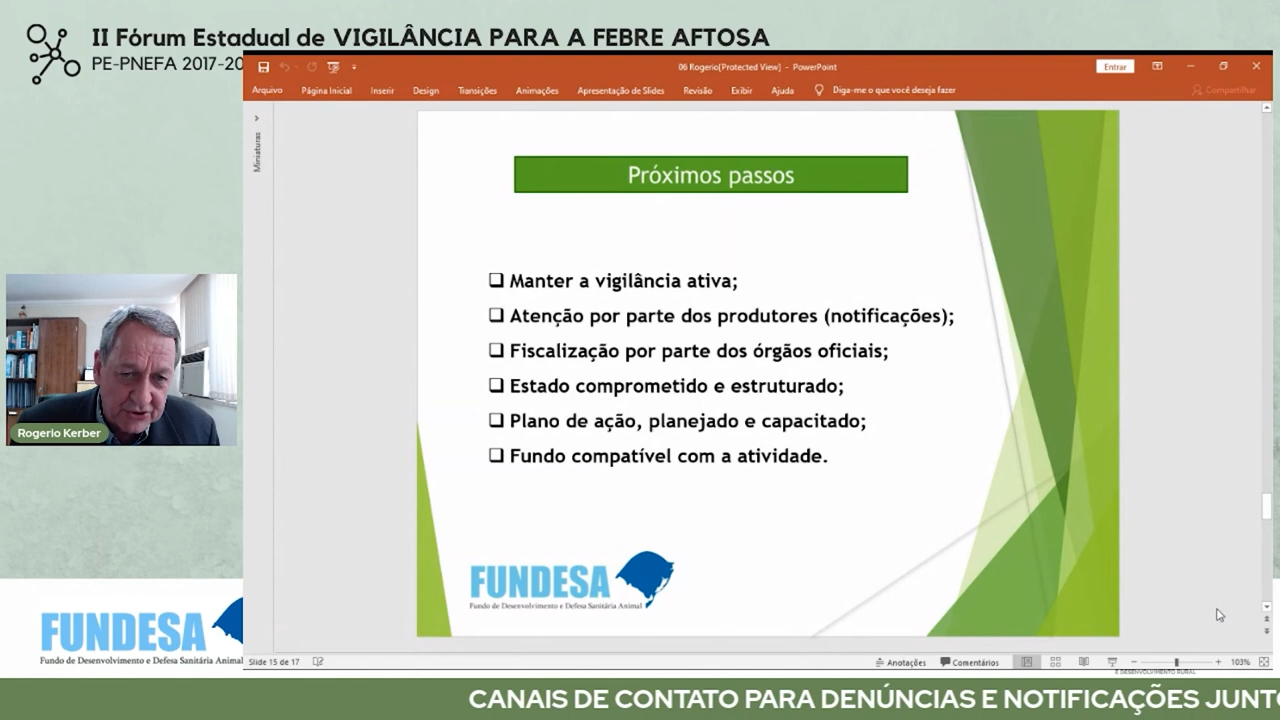 II Fórum Estadual de VIGILÂNCIA PARA A FEBRE AFTOSA
PE-PNEFA 2017-20
06 Rogerio[Protected View] - PowerPoint
Entrar
Arquivo Página Inicial Inserir Design Transições Animações Apresentação de Slides Revisão Exibir Ajuda Diga-me o que você deseja fazer Compartilhar
Miniaturas
Próximos passos
❑ Manter a vigilância ativa;
❑ Atenção por parte dos produtores (notificações);
❑ Fiscalização por parte dos órgãos oficiais;
❑ Estado comprometido e estruturado;
❑ Plano de ação, planejado e capacitado;
❑ Fundo compatível com a atividade.
Rogerio Kerber
FUNDESA
Fundo de Desenvolvimento e Defesa Sanitária Animal
FUNDESA
Fundo de Desenvolvimento e Defesa Sanitária Animal
Slide 15 de 17 Anotações Comentários 103%
E DESENVOLVIMENTO RURAL
CANAIS DE CONTATO PARA DENÚNCIAS E NOTIFICAÇÕES JUNT